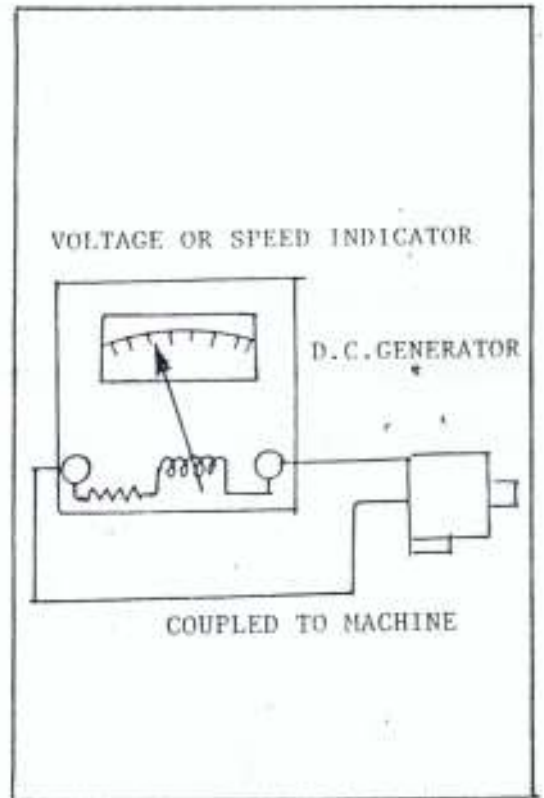 VOLTAGE OR SPEED INDICATOR
D.C.GENERATOR
COUPLED TO MACHINE